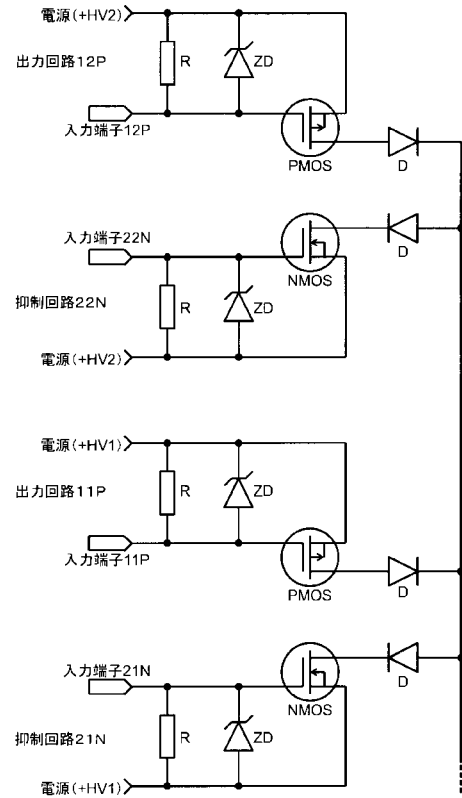 電源(+HV2)
出力回路12P
R
ZD
入力端子12P
PMOS
D
入力端子22N
D
NMOS
抑制回路22N
R
ZD
電源(+HV2)
電源(+HV1)
出力回路11P
R
ZD
入力端子11P
PMOS
D
入力端子21N
D
NMOS
抑制回路21N
R
ZD
電源(+HV1)